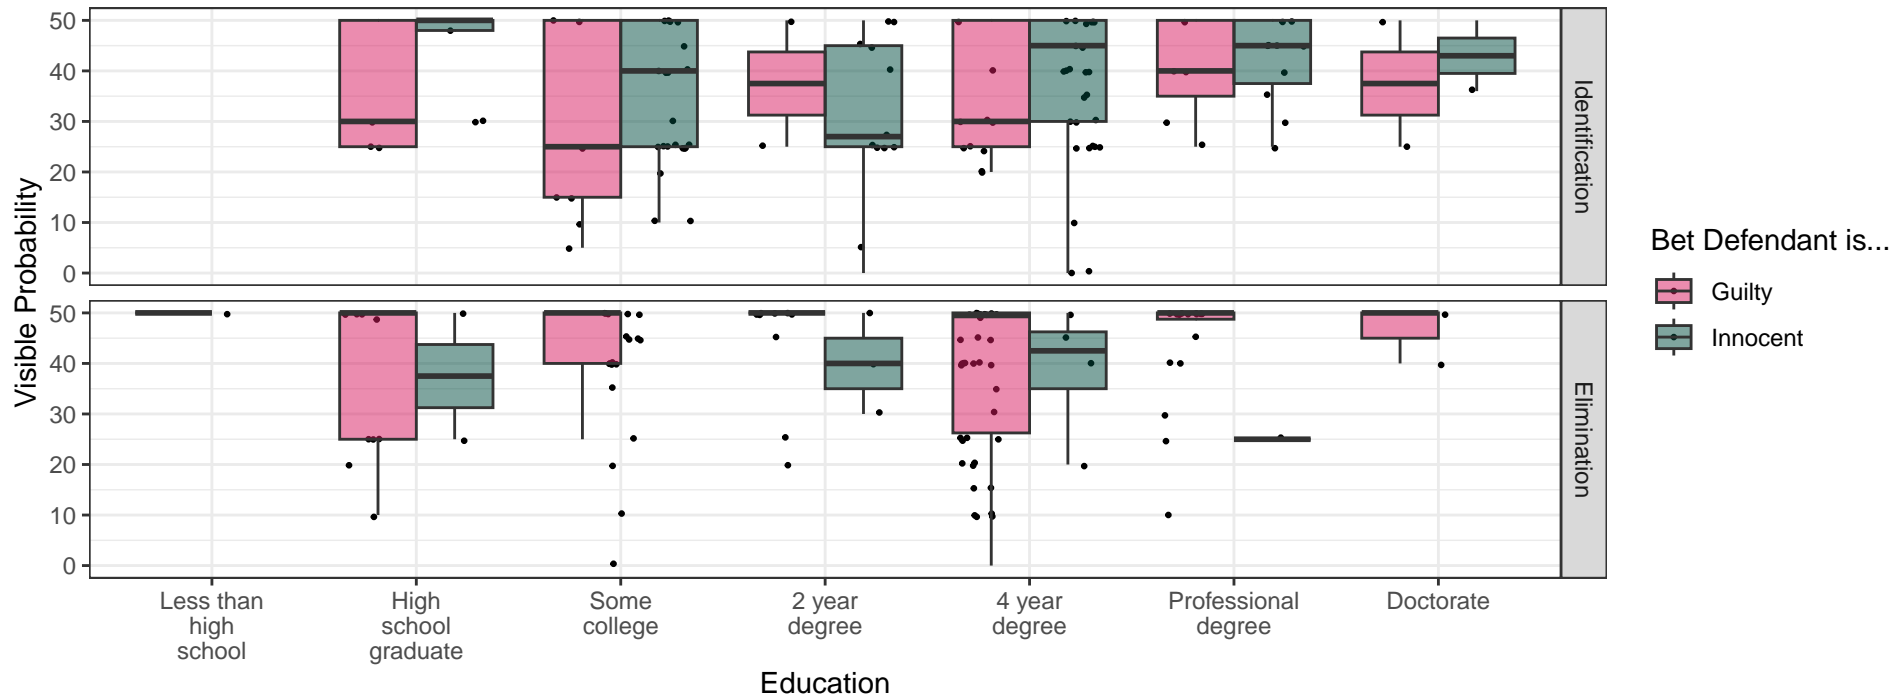 Visible Probability
50
40
30
20
10
0
Identification
50
40
30
20
10
0
Elimination
Less than
high
school
High
school
graduate
Some
college
2 year
degree
4 year
degree
Professional
degree
Doctorate
Education
Bet Defendant is...
Guilty
Innocent